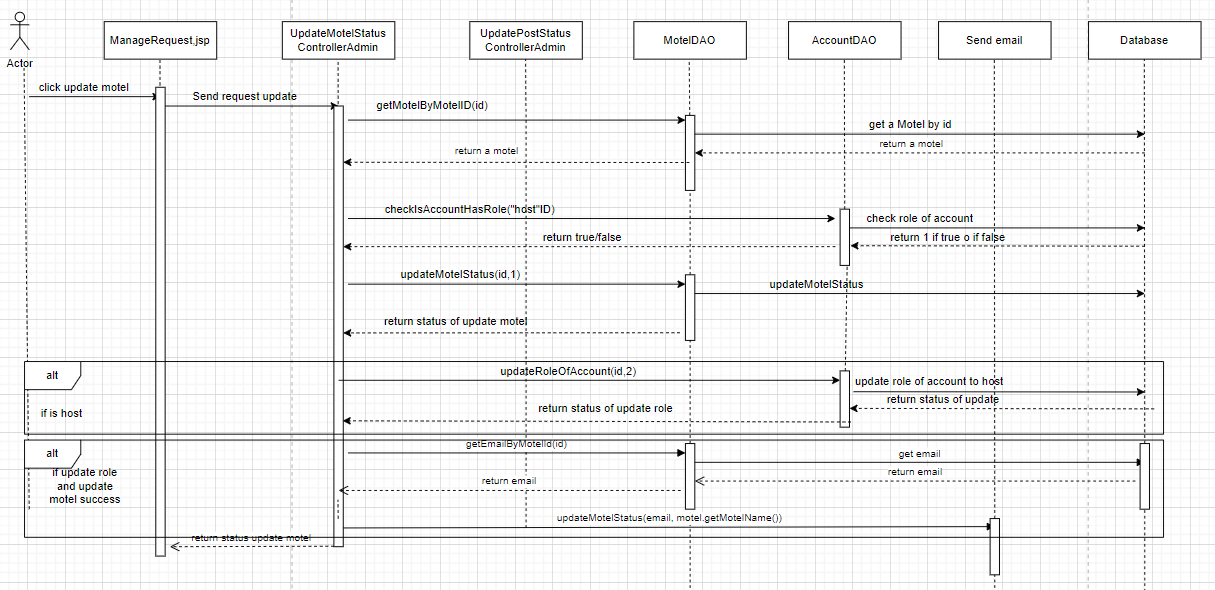 Actor
ManageRequest.jsp
UpdateMotelStatus
ControllerAdmin
UpdatePostStatus
ControllerAdmin
MotelDAO
AccountDAO
Send email
Database
click update motel
Send request update
getMotelByMotelID(id)
get a Motel by id
return a motel
return a motel
checkIsAccountHasRole("host"ID)
check role of account
return true/false
return 1 if true o if false
updateMotelStatus(id,1)
updateMotelStatus
return status of update motel
alt
updateRoleOfAccount(id,2)
update role of account to host
return status of update
if is host
return status of update role
alt
getEmailByMotelId(id)
get email
if update role
and update
motel success
return email
return email
updateMotelStatus(email, motel.getMotelName())
return status update motel